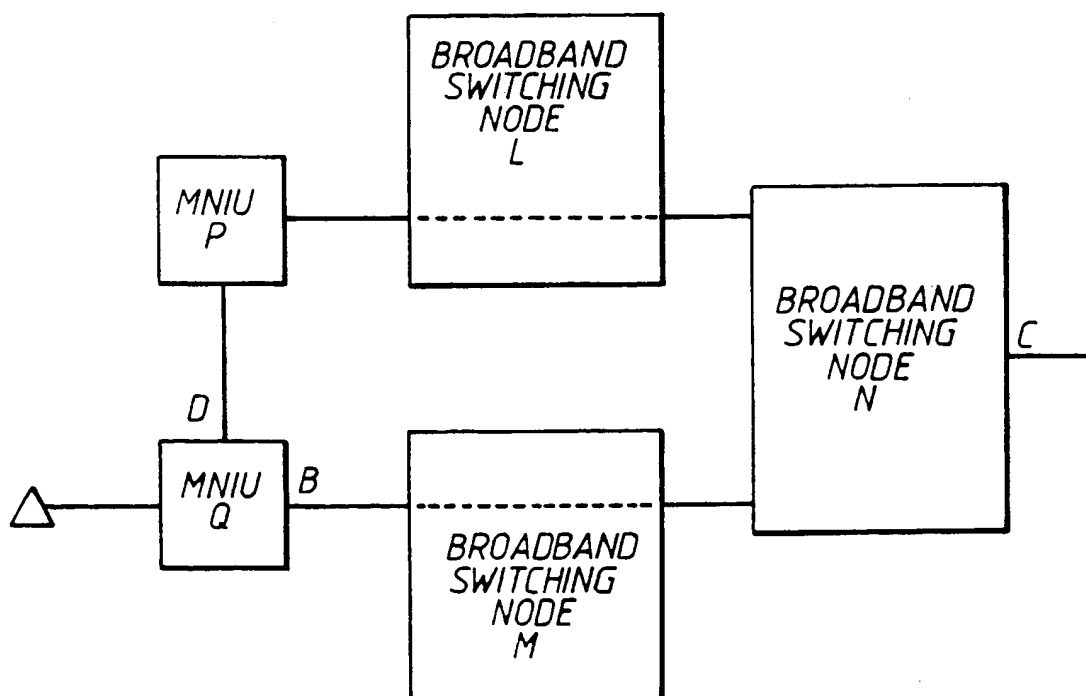 BROADBAND
SWITCHING
NODE
L
MNIU
P
BROADBAND
SWITCHING
NODE
N
C
D
MNIU
Q
B
BROADBAND
SWITCHING
NODE
M